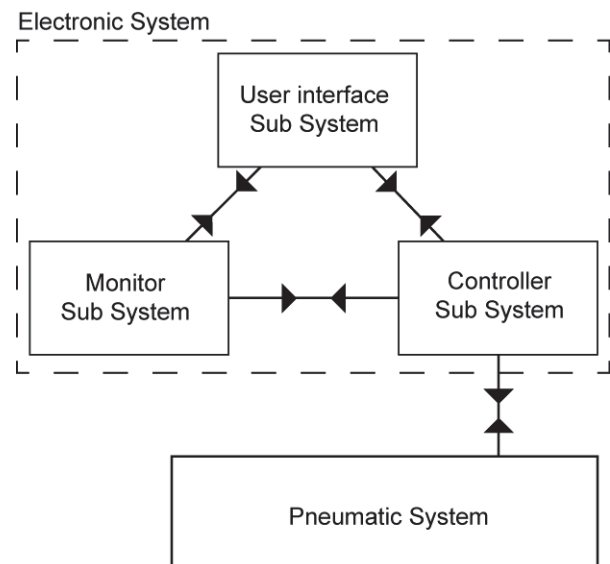 Electronic System
User interface
Sub System
Monitor
Sub System
Controller
Sub System
Pneumatic System